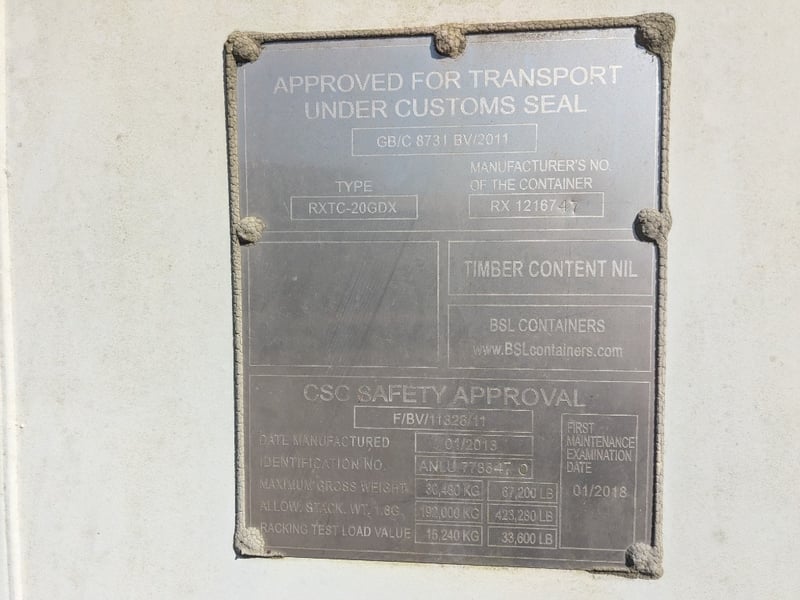 APPROVED FOR TRANSPORT
UNDER CUSTOMS SEAL
GB/C 8731 BV/2011
TYPE
RXTC-20GDX
MANUFACTURER'S NO.
OF THE CONTAINER
RX 1216747
TIMBER CONTENT NIL
BSL CONTAINERS
www.BSLcontainers.com
CSC SAFETY APPROVAL
F/BV/11328/11
DATE MANUFACTURED 01/2013
IDENTIFICATION NO. ANLU 778647 0
MAXIMUM GROSS WEIGHT 30,480 KG 67,200 LB
ALLOW. STACK. WT. 1.8G 192,000 KG 423,280 LB
RACKING TEST LOAD VALUE 15,240 KG 33,600 LB
FIRST
MAINTENANCE
EXAMINATION
DATE
01/2018